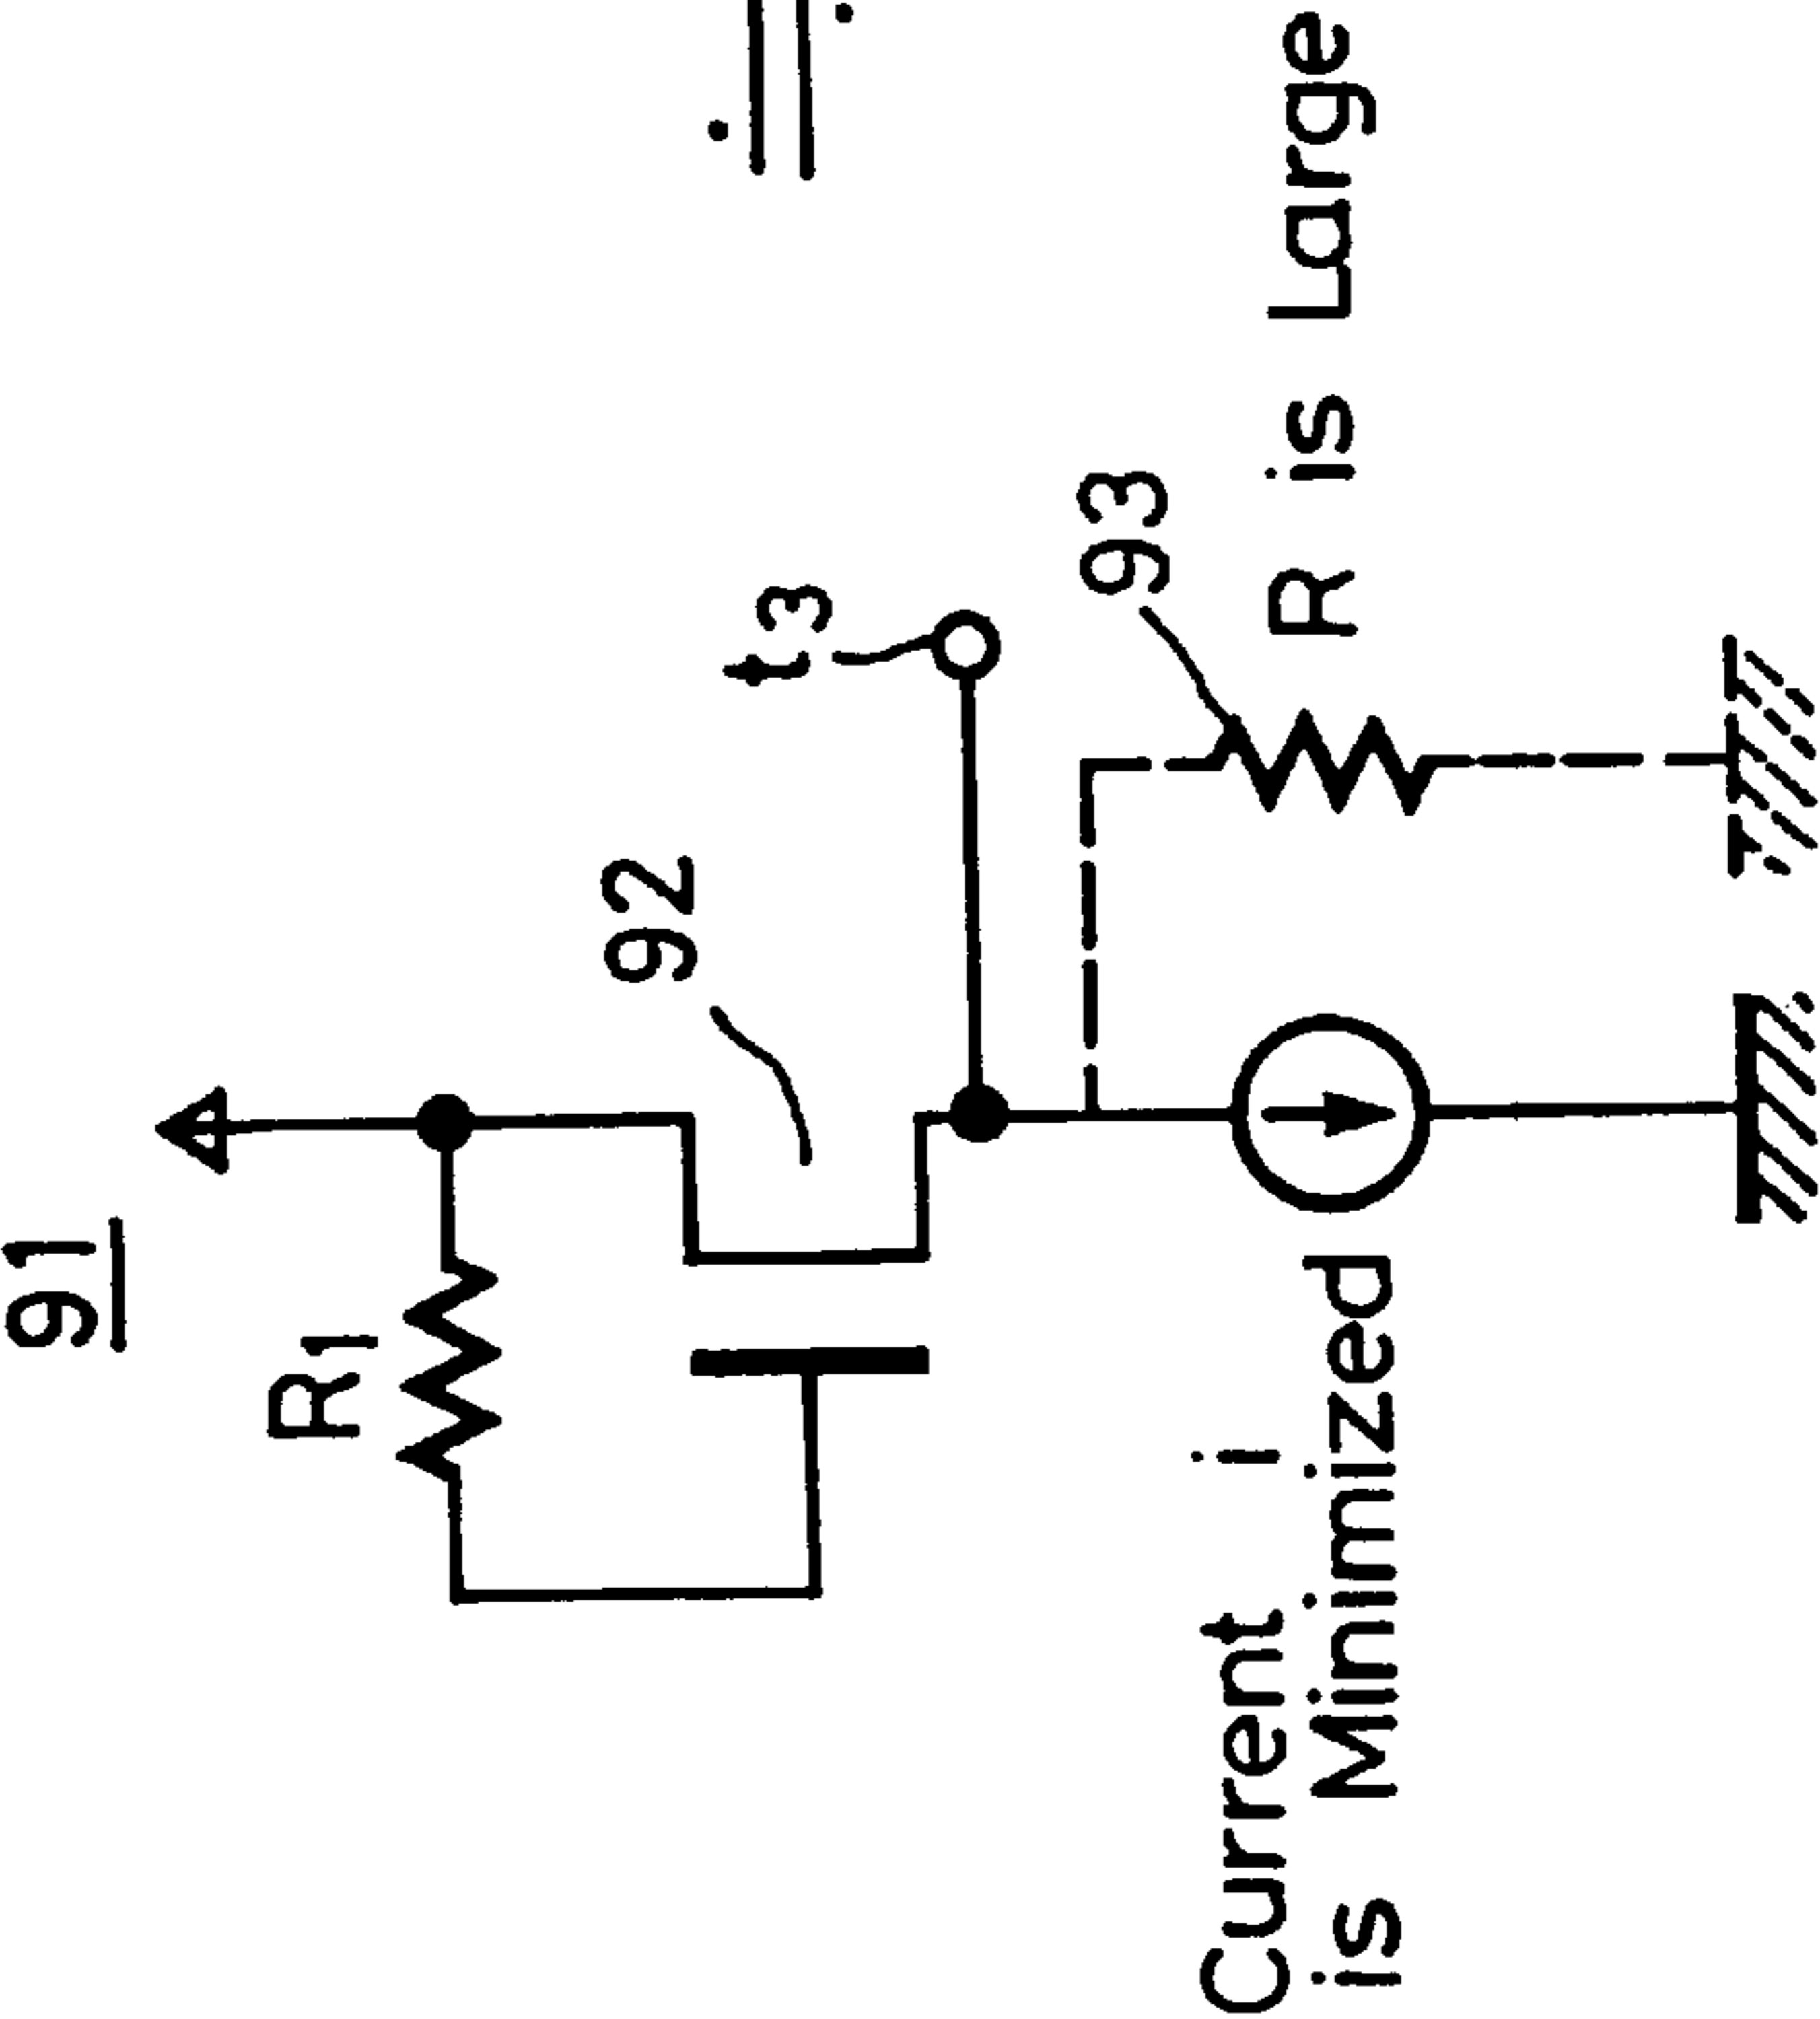 91
R1
92
t3
93
Current i
is Minimized
R is Large